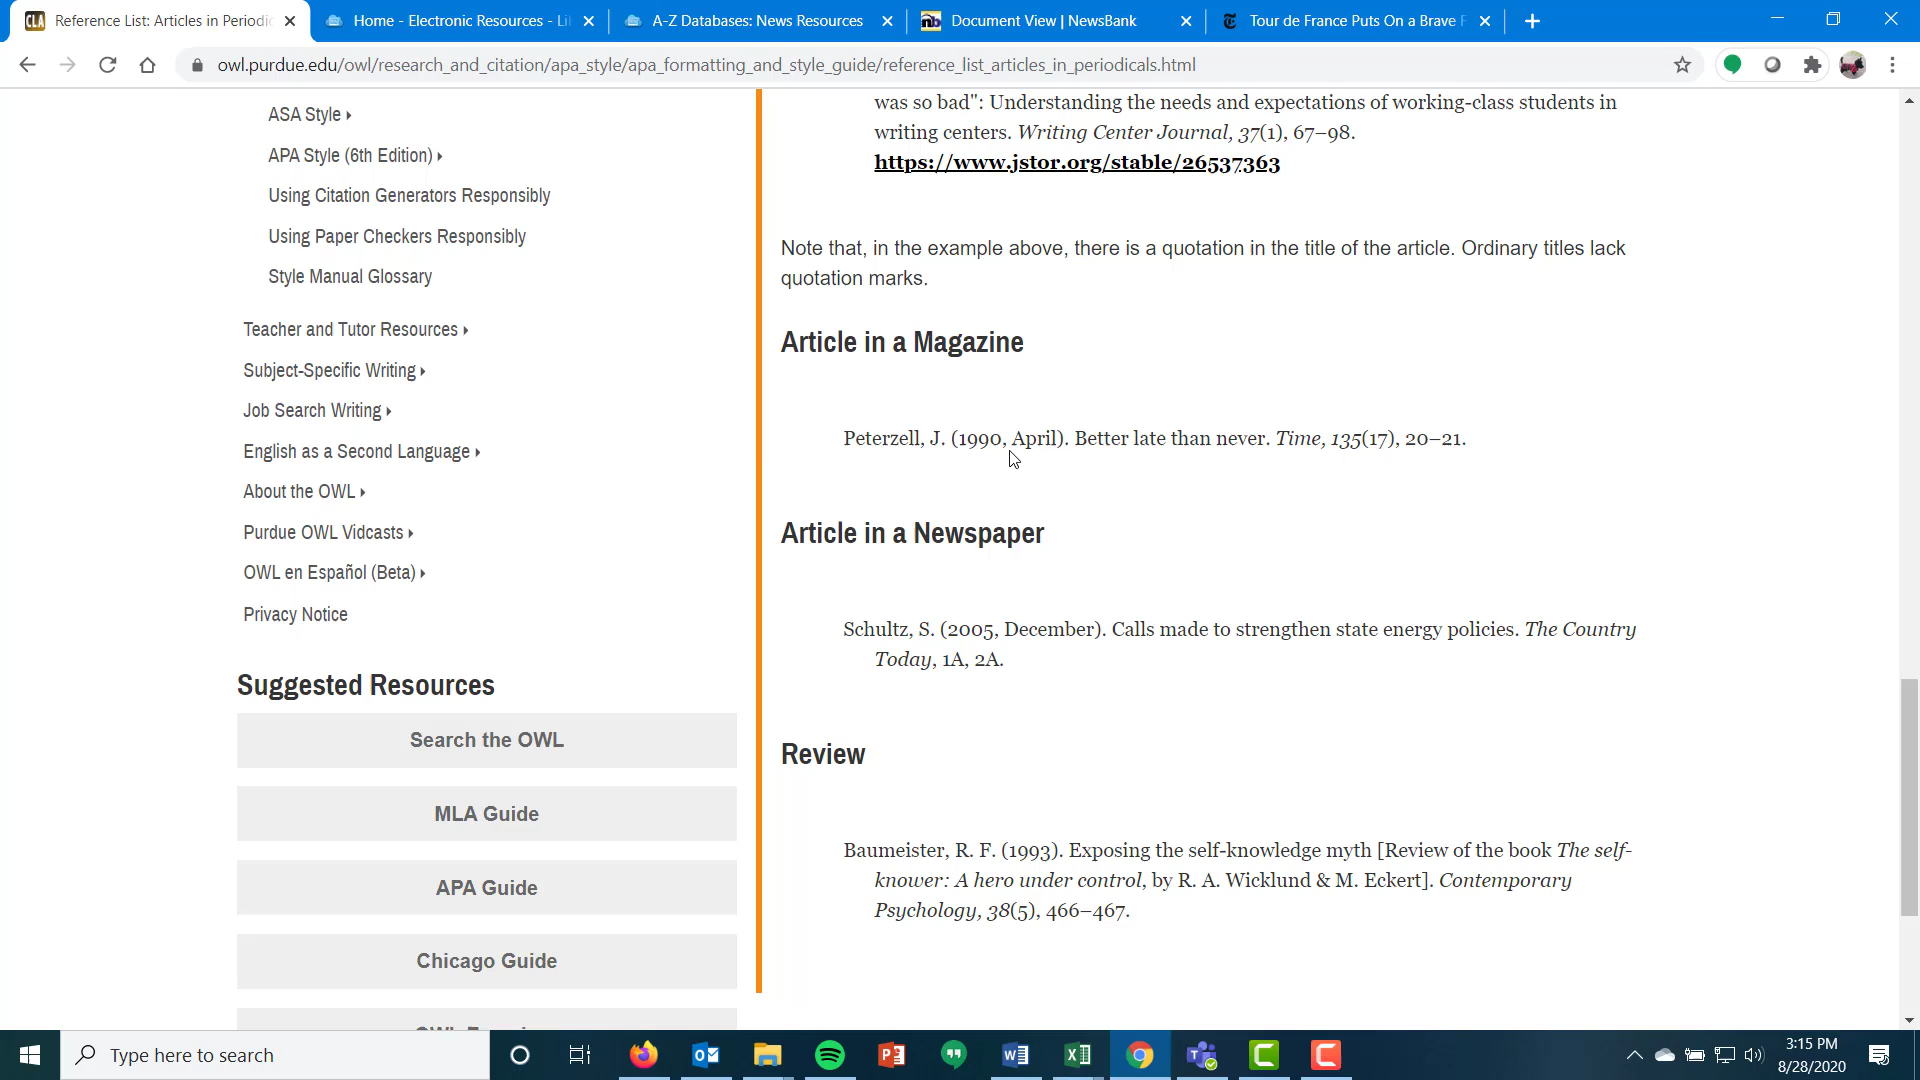 Reference List: Articles in Periodic
Home - Electronic Resources - Li
A-Z Databases: News Resources
Document View | NewsBank
Tour de France Puts On a Brave F
owl.purdue.edu/owl/research_and_citation/apa_style/apa_formatting_and_style_guide/reference_list_articles_in_periodicals.html
ASA Style
APA Style (6th Edition)
Using Citation Generators Responsibly
Using Paper Checkers Responsibly
Style Manual Glossary
Teacher and Tutor Resources
Subject-Specific Writing
Job Search Writing
English as a Second Language
About the OWL
Purdue OWL Vidcasts
OWL en Español (Beta)
Privacy Notice
Suggested Resources
Search the OWL
MLA Guide
APA Guide
Chicago Guide
was so bad": Understanding the needs and expectations of working-class students in
writing centers. Writing Center Journal, 37(1), 67–98.
https://www.jstor.org/stable/26537363
Note that, in the example above, there is a quotation in the title of the article. Ordinary titles lack
quotation marks.
Article in a Magazine
Peterzell, J. (1990, April). Better late than never. Time, 135(17), 20–21.
Article in a Newspaper
Schultz, S. (2005, December). Calls made to strengthen state energy policies. The Country
Today, 1A, 2A.
Review
Baumeister, R. F. (1993). Exposing the self-knowledge myth [Review of the book The self-
knower: A hero under control, by R. A. Wicklund & M. Eckert]. Contemporary
Psychology, 38(5), 466–467.
Type here to search
3:15 PM
8/28/2020